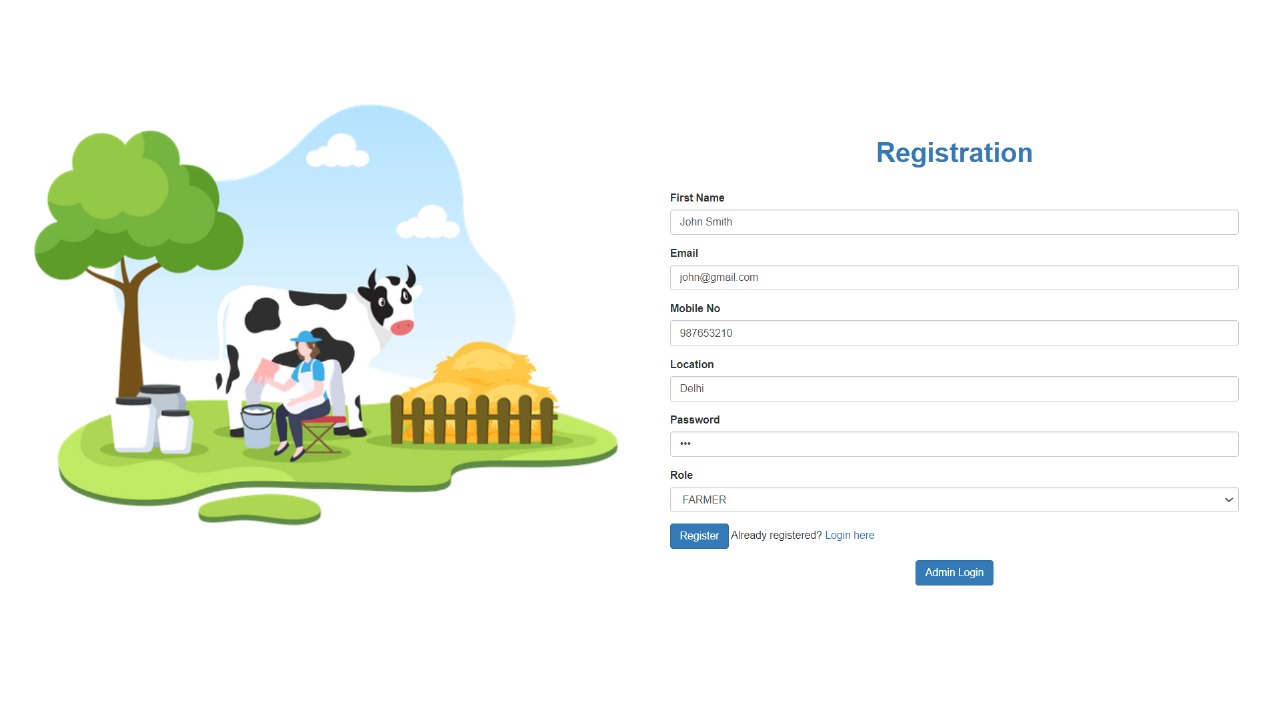 Registration
First Name
John Smith
Email
john@gmail.com
Mobile No
987653210
Location
Delhi
Password
•••
Role
FARMER
Register Already registered? Login here
Admin Login